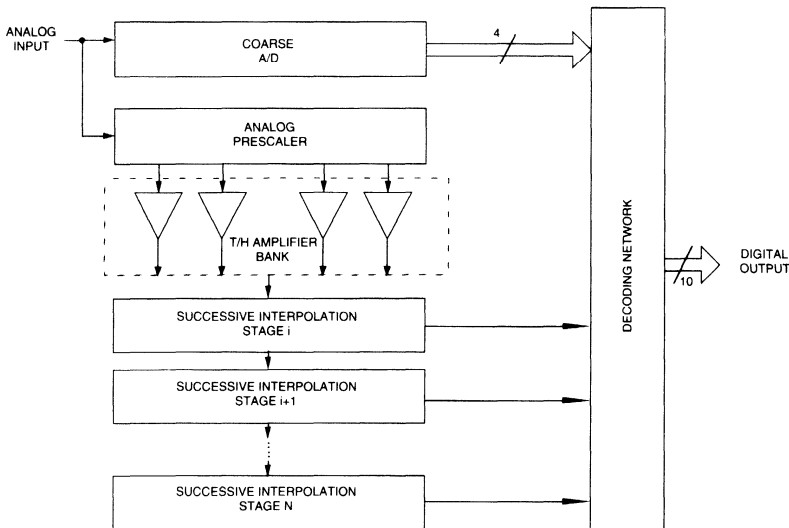 ANALOG
INPUT
COARSE
A/D
4
ANALOG
PRESCALER
T/H AMPLIFIER
BANK
SUCCESSIVE INTERPOLATION
STAGE i
SUCCESSIVE INTERPOLATION
STAGE i+1
SUCCESSIVE INTERPOLATION
STAGE N
DECODING NETWORK
10
DIGITAL
OUTPUT